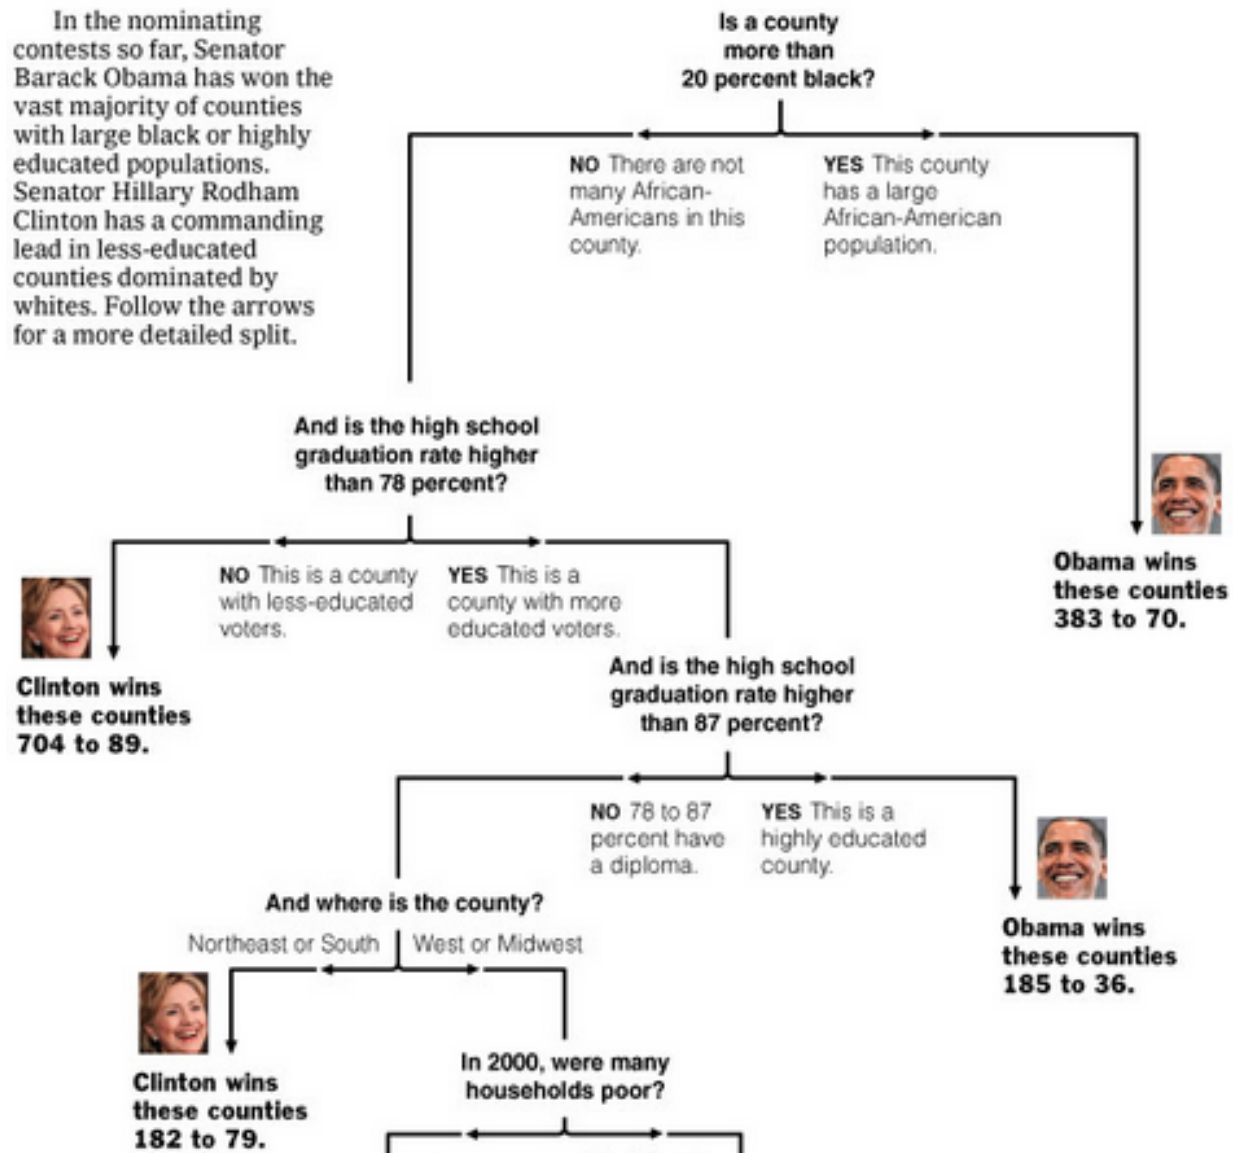 In the nominating
contests so far, Senator
Barack Obama has won the
vast majority of counties
with large black or highly
educated populations.
Senator Hillary Rodham
Clinton has a commanding
lead in less-educated
counties dominated by
whites. Follow the arrows
for a more detailed split.
Is a county
more than
20 percent black?
NO There are not
many African-
Americans in this
county.
YES This county
has a large
African-American
population.
And is the high school
graduation rate higher
than 78 percent?
NO This is a county
with less-educated
voters.
YES This is a
county with more
educated voters.
Obama wins
these counties
383 to 70.
Clinton wins
these counties
704 to 89.
And is the high school
graduation rate higher
than 87 percent?
NO 78 to 87
percent have
a diploma.
YES This is a
highly educated
county.
And where is the county?
Northeast or South
West or Midwest
Obama wins
these counties
185 to 36.
Clinton wins
these counties
182 to 79.
In 2000, were many
households poor?